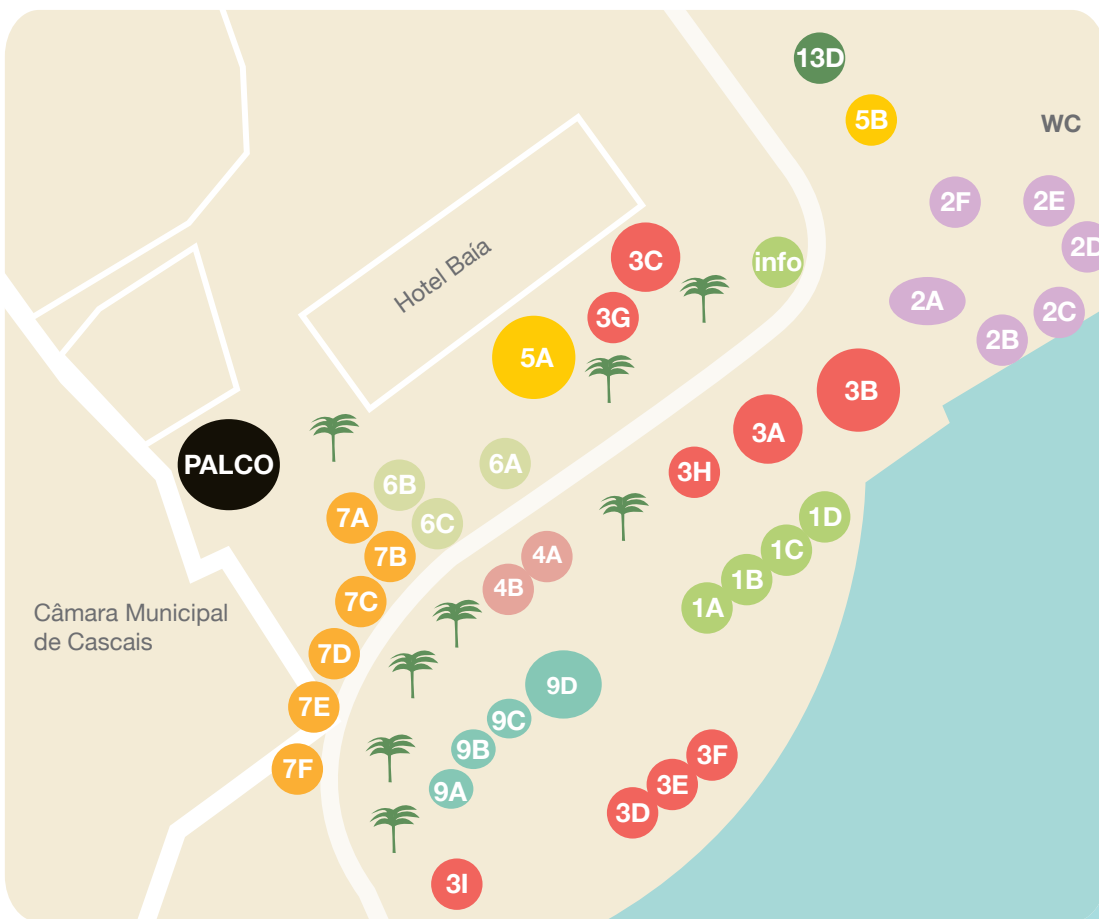 13D
5B
WC
2F
2E
2D
Hotel Baía
3C
info
3G
2A
2C
2B
5A
3B
3A
PALCO
6A
3H
6B
7A
6C
1D
7B
4A
1C
4B
1B
7C
1A
Câmara Municipal
de Cascais
7D
9D
7E
9C
9B
3F
7F
3E
9A
3D
3I